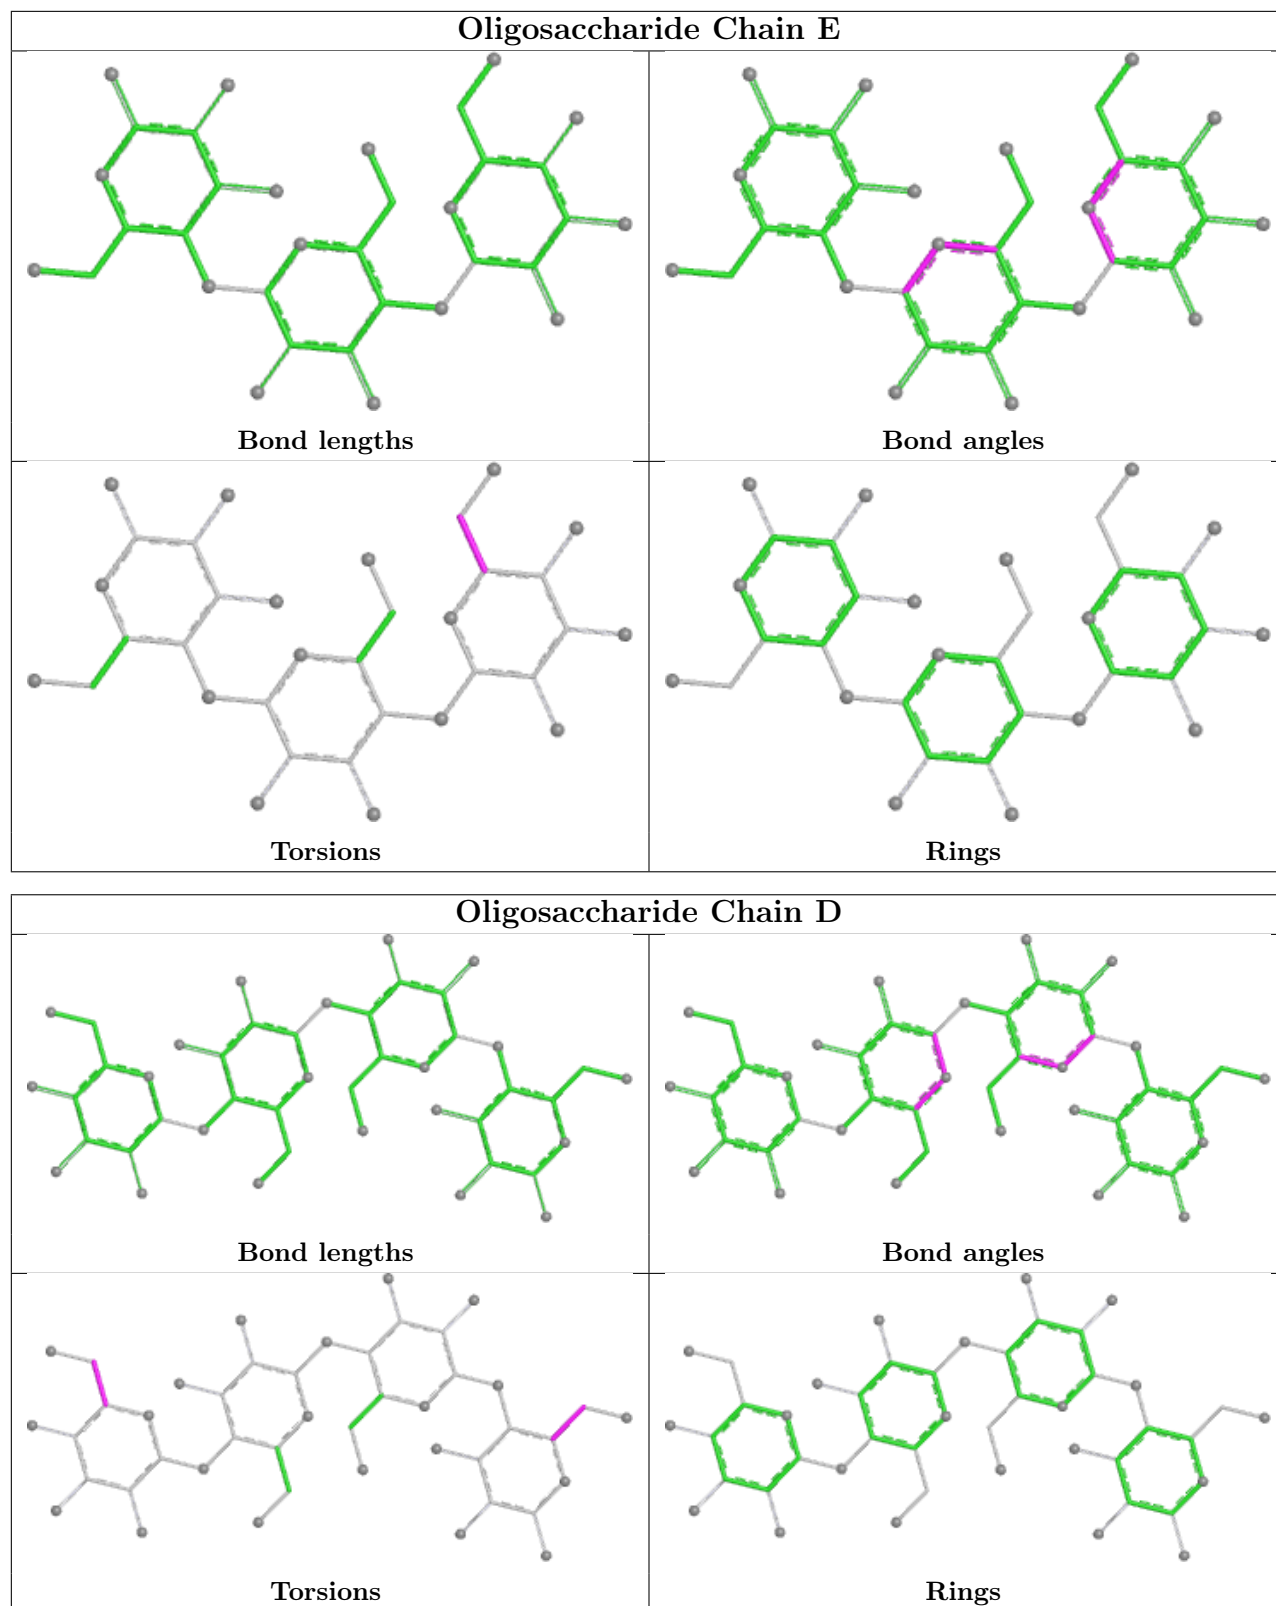 Oligosaccharide Chain E
Bond lengths
Bond angles
Torsions
Rings
Oligosaccharide Chain D
Bond lengths
Bond angles
Torsions
Rings